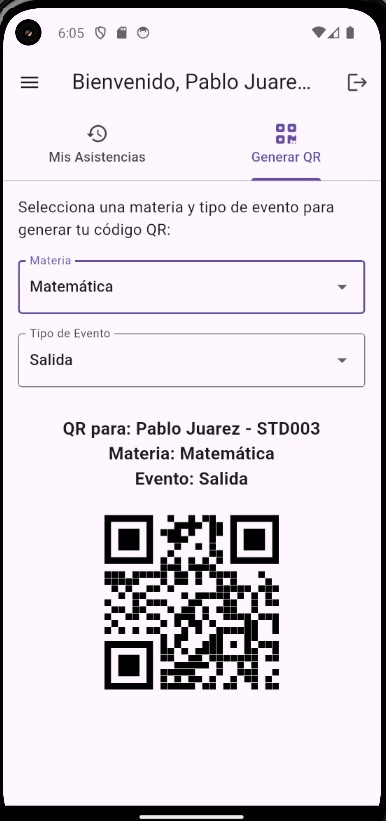 6:05
Bienvenido, Pablo Juare...
Mis Asistencias
Generar QR
Selecciona una materia y tipo de evento para
generar tu código QR:
Materia
Matemática
Tipo de Evento
Salida
QR para: Pablo Juarez - STD003
Materia: Matemática
Evento: Salida